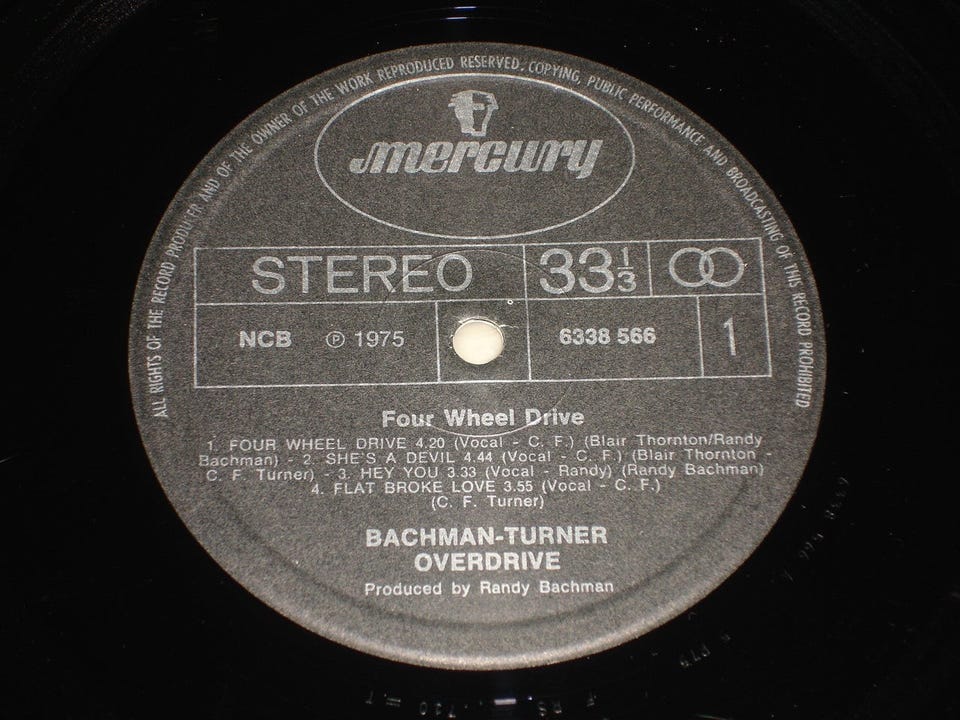 ALL RIGHTS OF THE RECORD PRODUCER AND OF THE OWNER OF THE WORK REPRODUCED RESERVED, COPYING, PUBLIC PERFORMANCE AND BROADCASTING OF THIS RECORD PROHIBITED
mercury
STEREO 33 1/3
NCB ℗ 1975 6338 566 1
Four Wheel Drive
1. FOUR WHEEL DRIVE 4.20 (Vocal - C. F.) (Blair Thornton/Randy
Bachman) - 2. SHE'S A DEVIL 4.44 (Vocal - C. F.) (Blair Thornton -
C. F. Turner) - 3. HEY YOU 3.33 (Vocal - Randy) (Randy Bachman)
4. FLAT BROKE LOVE 3.55 (Vocal - C. F.)
(C. F. Turner)
BACHMAN-TURNER
OVERDRIVE
Produced by Randy Bachman